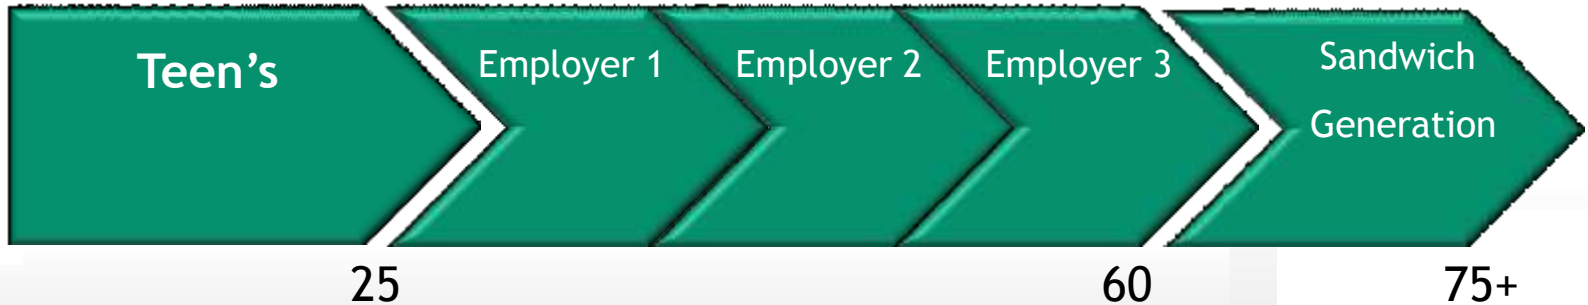 Teen’s
Employer 1
Employer 2
Employer 3
Sandwich
Generation
25
60
75+